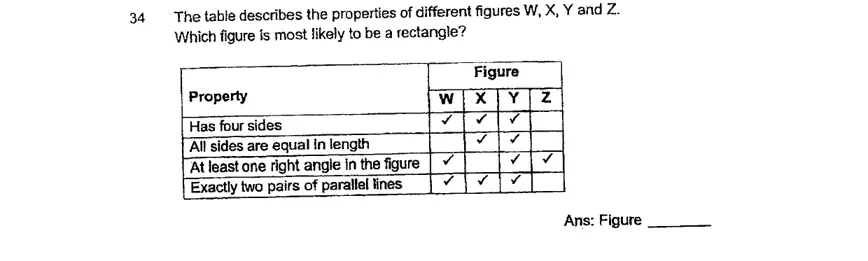 34 The table describes the properties of different figures W, X, Y and Z.
Which figure is most likely to be a rectangle?
Figure
Property W X Y Z
Has four sides ✓ ✓ ✓
All sides are equal in length ✓ ✓
At least one right angle in the figure ✓ ✓ ✓
Exactly two pairs of parallel lines ✓ ✓ ✓
Ans: Figure ________